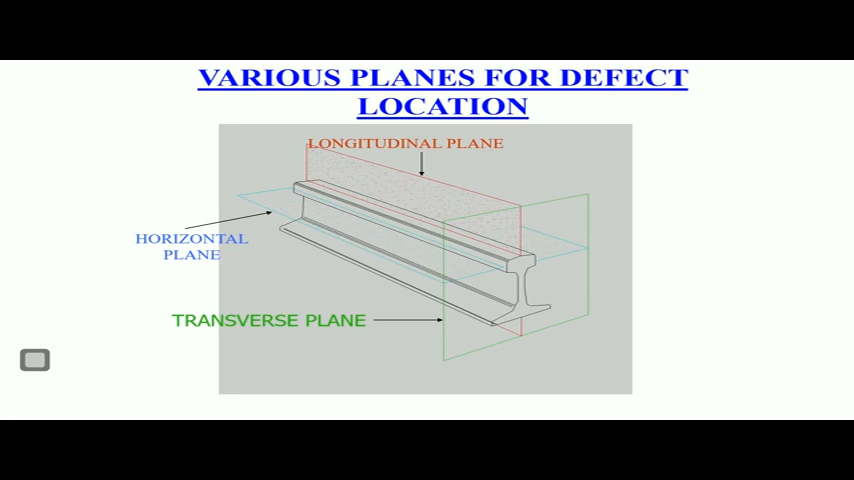 VARIOUS PLANES FOR DEFECT
LOCATION
LONGITUDINAL PLANE
HORIZONTAL
PLANE
TRANSVERSE PLANE